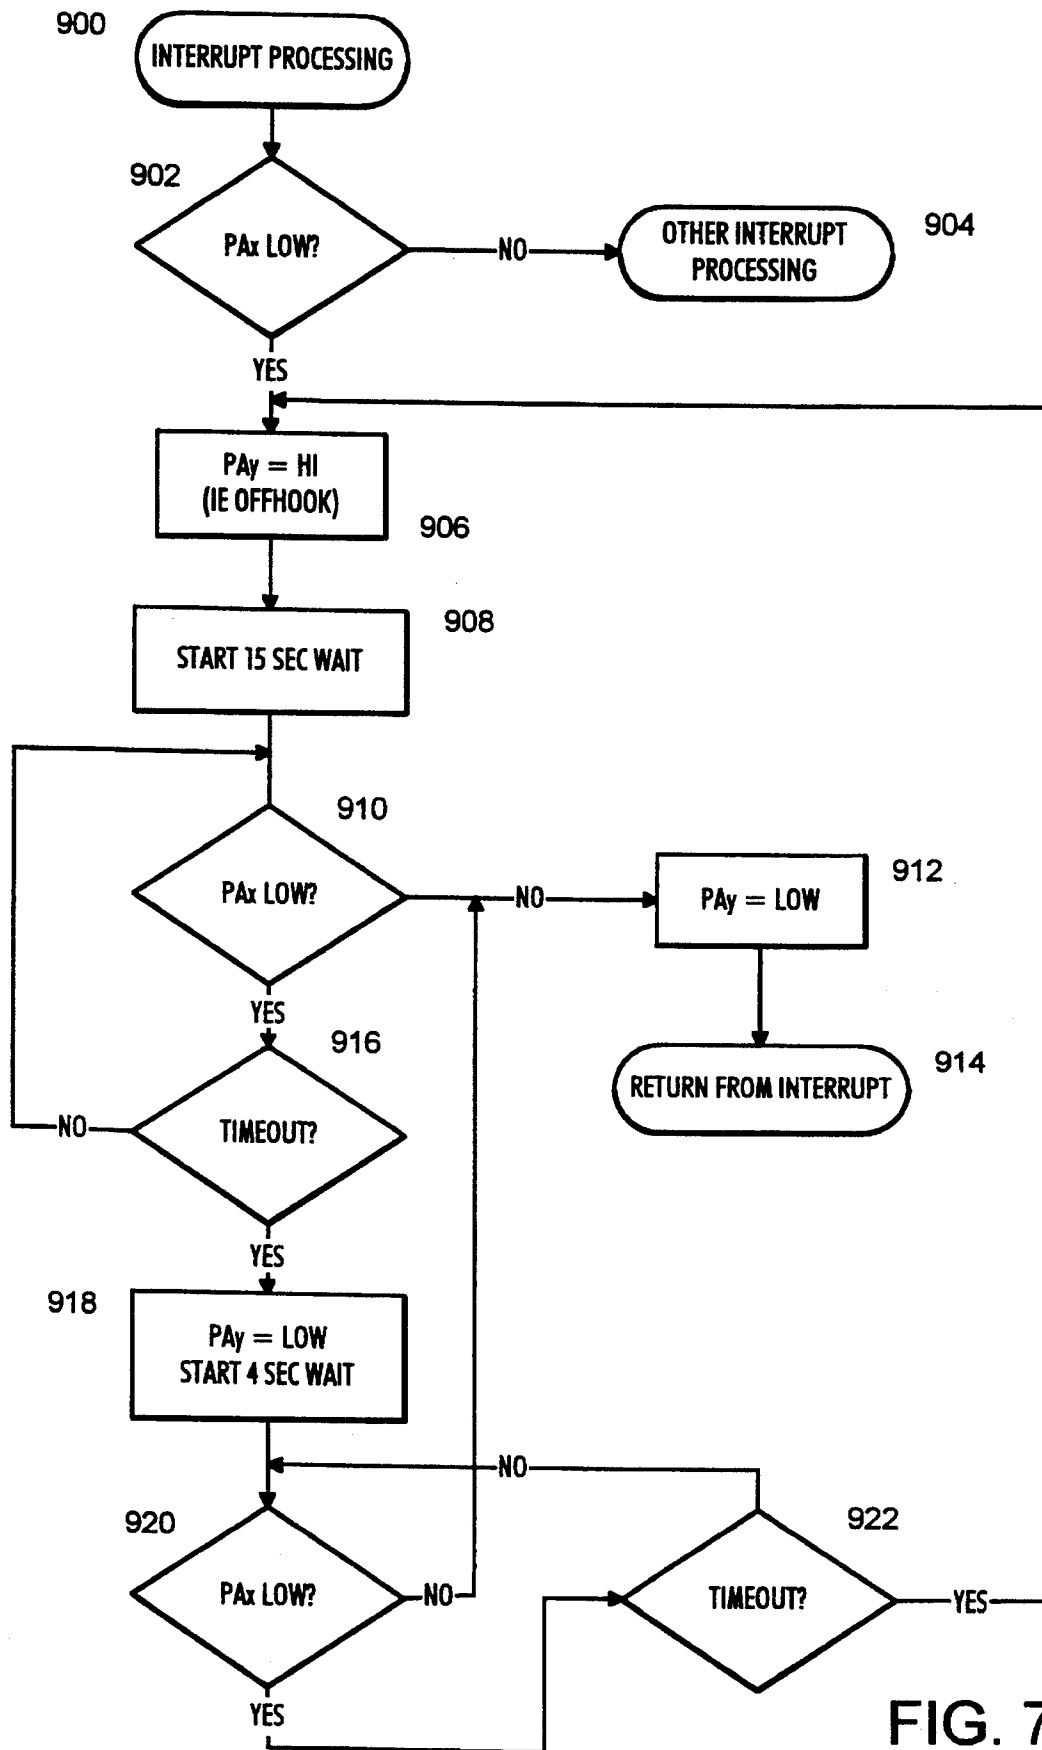 900
INTERRUPT PROCESSING
902
PAx LOW?
NO
OTHER INTERRUPT
PROCESSING
904
YES
PAy = HI
(IE OFFHOOK)
906
START 15 SEC WAIT
908
910
PAx LOW?
NO
PAy = LOW
912
YES
916
RETURN FROM INTERRUPT
914
NO
TIMEOUT?
YES
918
PAy = LOW
START 4 SEC WAIT
NO
920
PAx LOW?
NO
922
TIMEOUT?
YES
YES
FIG. 7